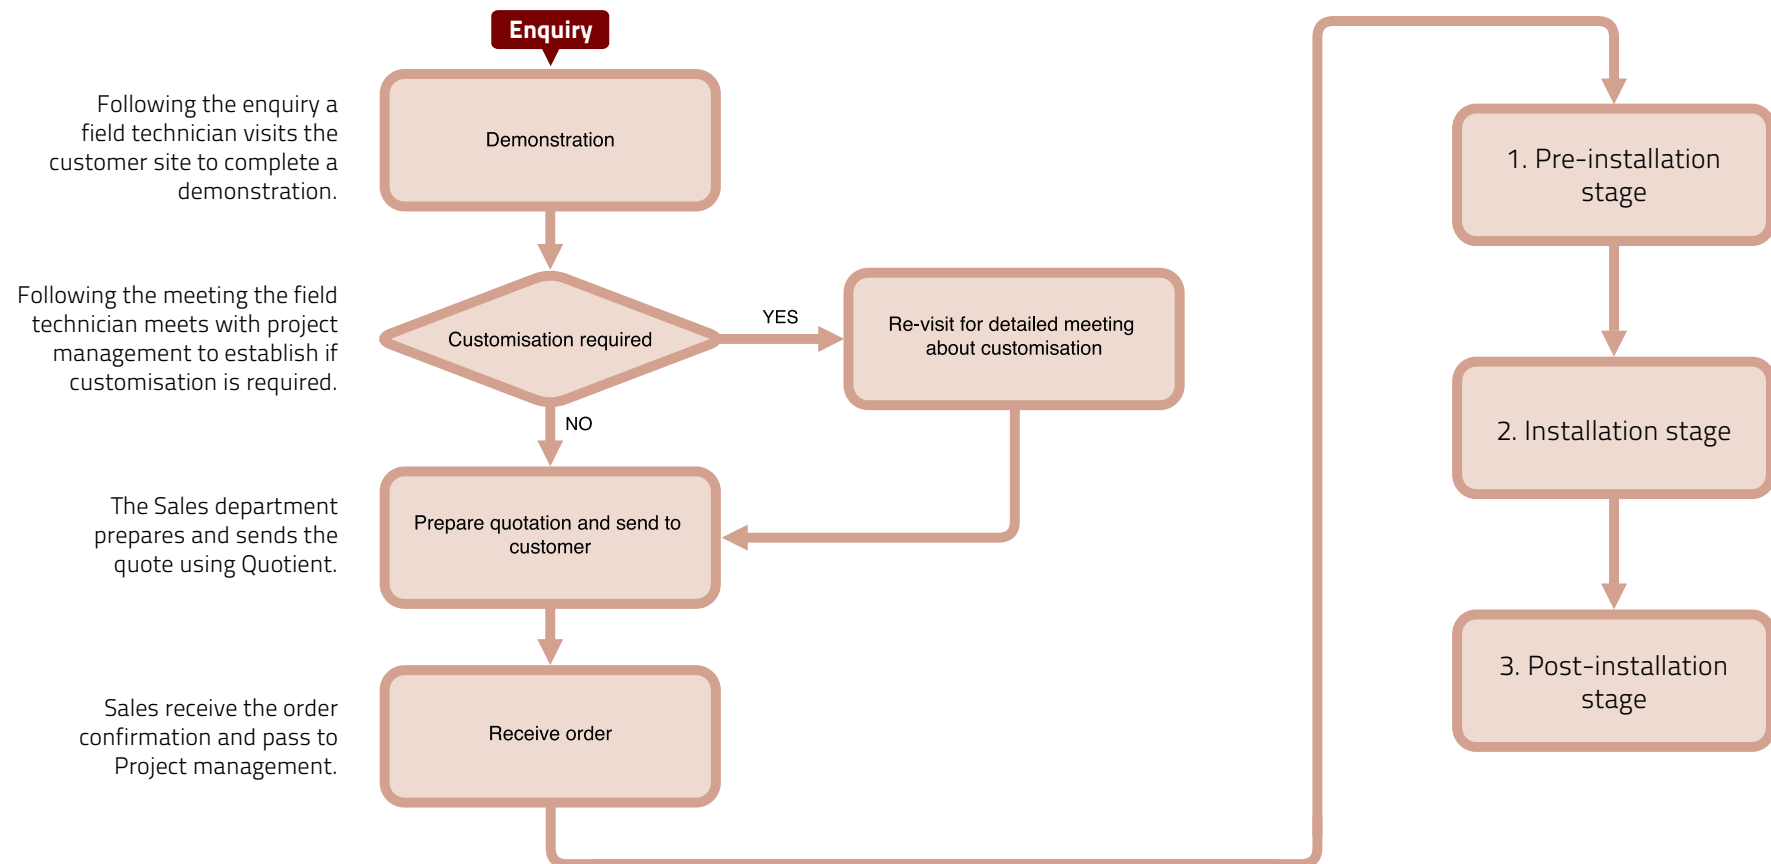 Enquiry
Following the enquiry a
field technician visits the
customer site to complete a
demonstration.
Demonstration
Following the meeting the field
technician meets with project
management to establish if
customisation is required.
Customisation required
YES
Re-visit for detailed meeting
about customisation
NO
The Sales department
prepares and sends the
quote using Quotient.
Prepare quotation and send to
customer
Sales receive the order
confirmation and pass to
Project management.
Receive order
1. Pre-installation
stage
2. Installation stage
3. Post-installation
stage